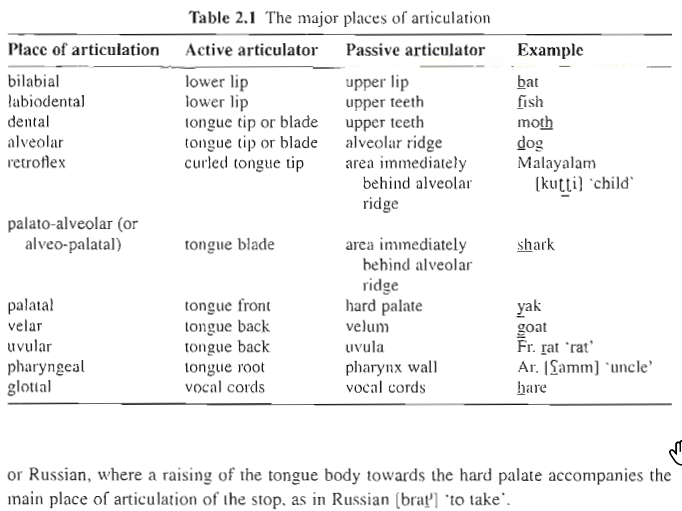 Table 2.1 The major places of articulation
Place of articulation Active articulator Passive articulator Example
bilabial lower lip upper lip bat
labiodental lower lip upper teeth fish
dental tongue tip or blade upper teeth moth
alveolar tongue tip or blade alveolar ridge dog
retroflex curled tongue tip area immediately Malayalam
behind alveolar [kuʈʈi] ‘child’
ridge
palato-alveolar (or
alveo-palatal) tongue blade area immediately shark
behind alveolar
ridge
palatal tongue front hard palate yak
velar tongue back velum goat
uvular tongue back uvula Fr. rat ‘rat’
pharyngeal tongue root pharynx wall Ar. [ʕamm] ‘uncle’
glottal vocal cords vocal cords hare
or Russian, where a raising of the tongue body towards the hard palate accompanies the
main place of articulation of the stop, as in Russian [bratʲ] ‘to take’.